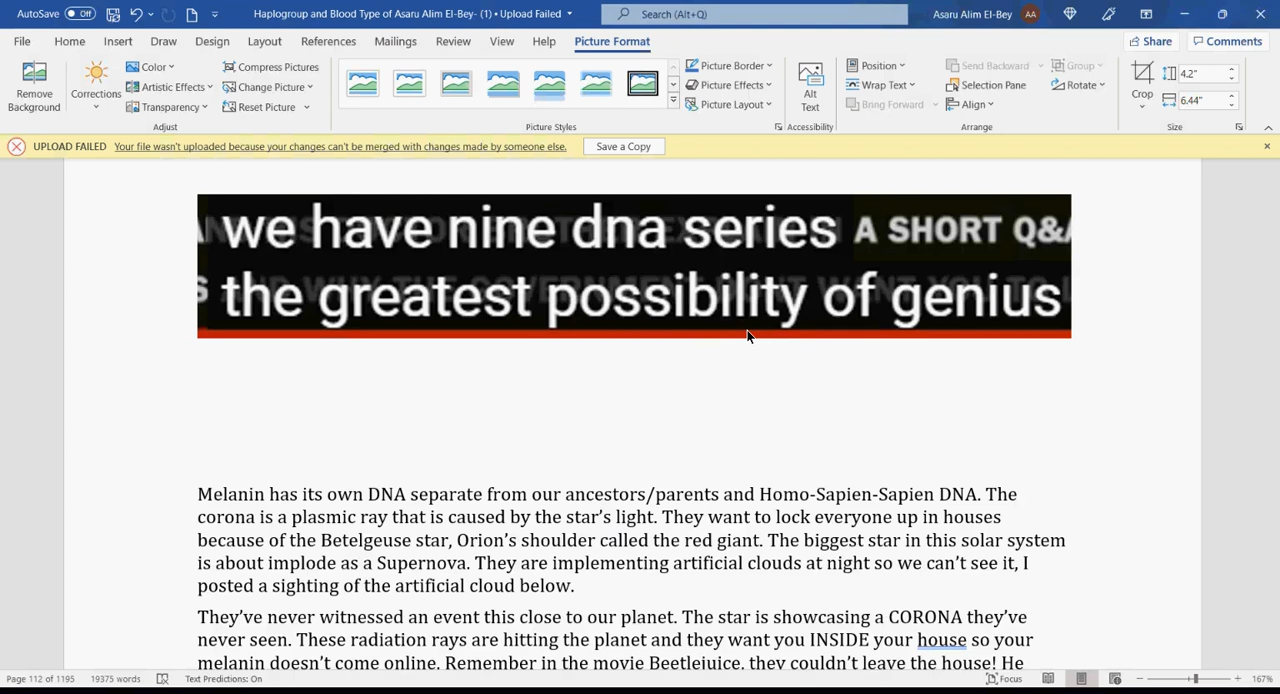 AutoSave Off Haplogroup and Blood Type of Asaru Alim El-Bey- (1) • Upload Failed Search (Alt+Q) Asaru Alim El-Bey AA
File Home Insert Draw Design Layout References Mailings Review View Help Picture Format Share Comments
Remove Background Corrections Color Artistic Effects Transparency Compress Pictures Change Picture Reset Picture Picture Border Picture Effects Picture Layout Alt Text Position Wrap Text Bring Forward Send Backward Selection Pane Align Group Rotate Crop 4.2" 6.44"
Adjust Picture Styles Accessibility Arrange Size
UPLOAD FAILED Your file wasn't uploaded because your changes can't be merged with changes made by someone else. Save a Copy
we have nine dna series A SHORT Q&A
the greatest possibility of genius
Melanin has its own DNA separate from our ancestors/parents and Homo-Sapien-Sapien DNA. The
corona is a plasmic ray that is caused by the star's light. They want to lock everyone up in houses
because of the Betelgeuse star, Orion's shoulder called the red giant. The biggest star in this solar system
is about implode as a Supernova. They are implementing artificial clouds at night so we can't see it, I
posted a sighting of the artificial cloud below.
They've never witnessed an event this close to our planet. The star is showcasing a CORONA they've
never seen. These radiation rays are hitting the planet and they want you INSIDE your house so your
melanin doesn't come online. Remember in the movie Beetlejuice, they couldn't leave the house! He
Page 112 of 1195 19375 words Text Predictions: On Focus 167%